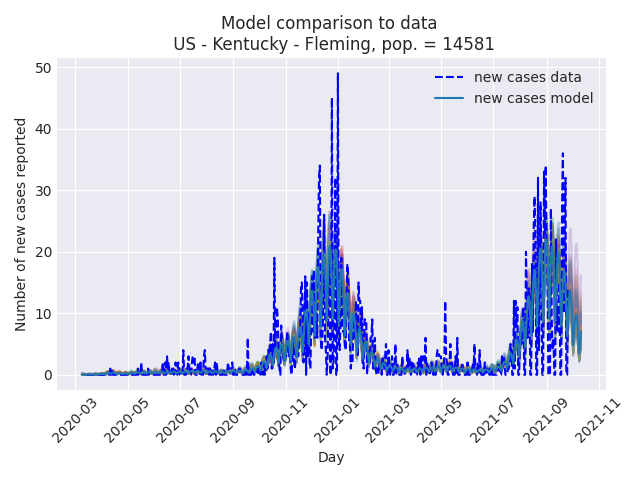 Model comparison to data
US - Kentucky - Fleming, pop. = 14581
new cases data
new cases model
Number of new cases reported
50
40
30
20
10
0
2020-03
2020-05
2020-07
2020-09
2020-11
2021-01
2021-03
2021-05
2021-07
2021-09
2021-11
Day